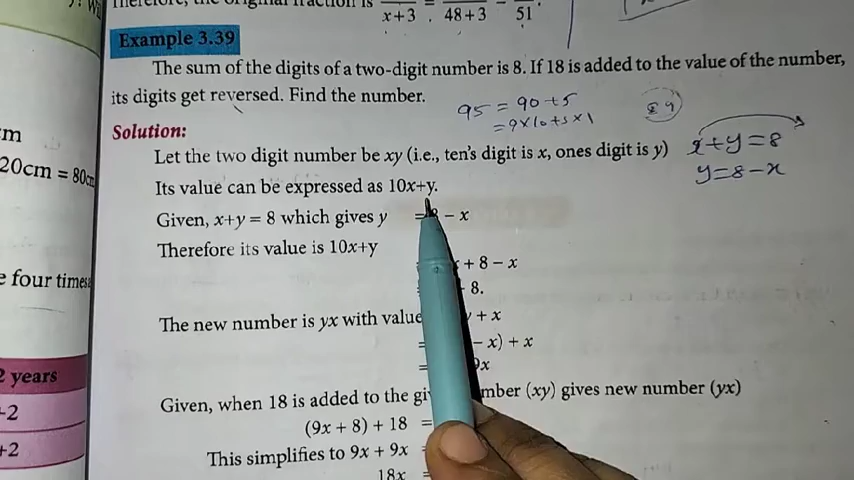 Therefore, the original fraction is
x+3 = 48+3 = 51.
Example 3.39
The sum of the digits of a two-digit number is 8. If 18 is added to the value of the number,
its digits get reversed. Find the number.
95 = 90+5
= 9×10+5×1
Solution:
Let the two digit number be xy (i.e., ten's digit is x, ones digit is y)
x+y=8
Its value can be expressed as 10x+y.
y=8-x
Given, x+y = 8 which gives y = 8 – x
Therefore its value is 10x+y
+ 8 – x
8.
The new number is yx with value + x
– x) + x
9x
Given, when 18 is added to the number (xy) gives new number (yx)
(9x + 8) + 18 =
This simplifies to 9x + 9x
18x =
m
20cm = 80cm
e four times
2 years
+2
+2